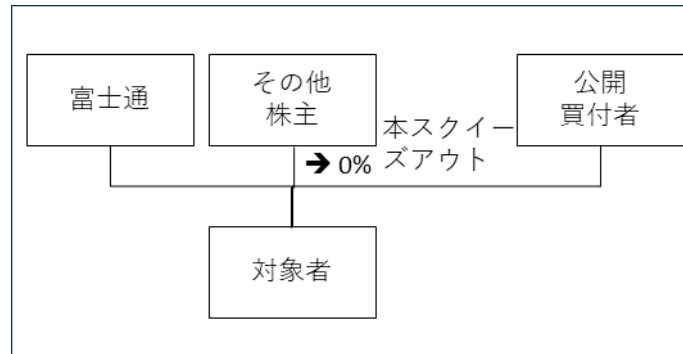 富士通
その他
株主
公開
買付者
本スクイー
ズアウト
➔ 0%
対象者